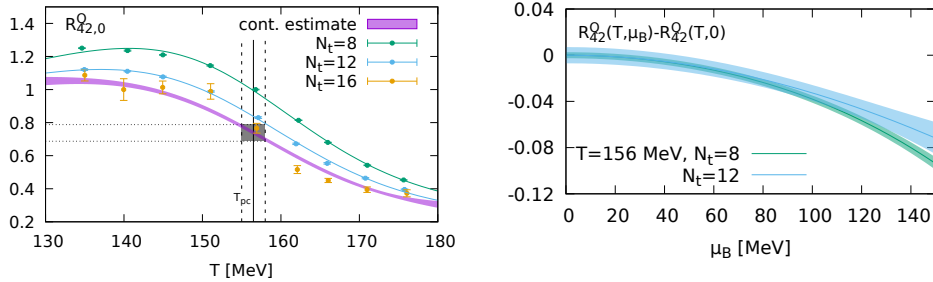 R^Q_{42,0}
cont. estimate
N_t=8
N_t=12
N_t=16
1.4
1.2
1.0
0.8
0.6
0.4
0.2
T_pc
130 140 150 160 170 180
T [MeV]
R^Q_{42}(T,μ_B)-R^Q_{42}(T,0)
0.04
0
-0.04
-0.08
-0.12
T=156 MeV, N_t=8
N_t=12
0 20 40 60 80 100 120 140
μ_B [MeV]